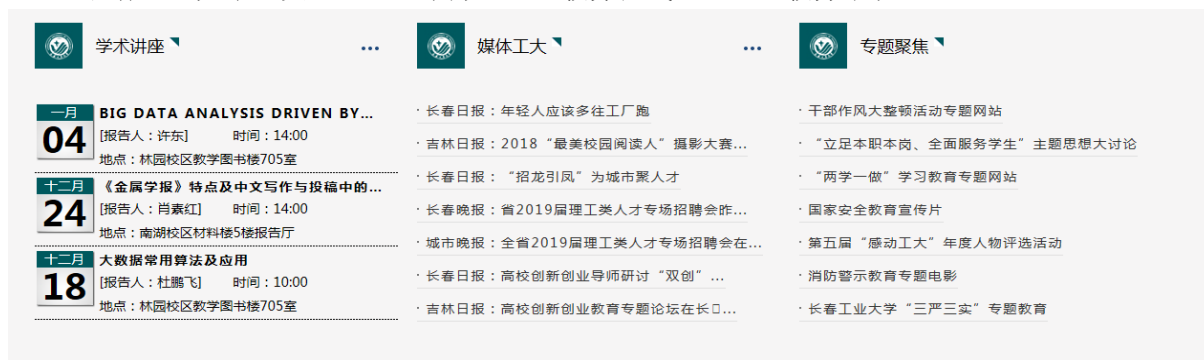 学术讲座
...
一月
04
BIG DATA ANALYSIS DRIVEN BY...
[报告人：许东] 时间：14:00
地点：林园校区教学图书楼705室
十二月
24
《金属学报》特点及中文写作与投稿中的...
[报告人：肖素红] 时间：14:00
地点：南湖校区材料楼5楼报告厅
十二月
18
大数据常用算法及应用
[报告人：杜鹏飞] 时间：10:00
地点：林园校区教学图书楼705室
媒体工大
...
· 长春日报：年轻人应该多往工厂跑
· 吉林日报：2018“最美校园阅读人”摄影大赛...
· 长春日报：“招龙引凤”为城市聚人才
· 长春晚报：省2019届理工类人才专场招聘会昨...
· 城市晚报：全省2019届理工类人才专场招聘会在...
· 长春日报：高校创新创业导师研讨“双创”...
· 吉林日报：高校创新创业教育专题论坛在长▯...
专题聚焦
· 干部作风大整顿活动专题网站
· “立足本职本岗、全面服务学生”主题思想大讨论
· “两学一做”学习教育专题网站
· 国家安全教育宣传片
· 第五届“感动工大”年度人物评选活动
· 消防警示教育专题电影
· 长春工业大学“三严三实”专题教育